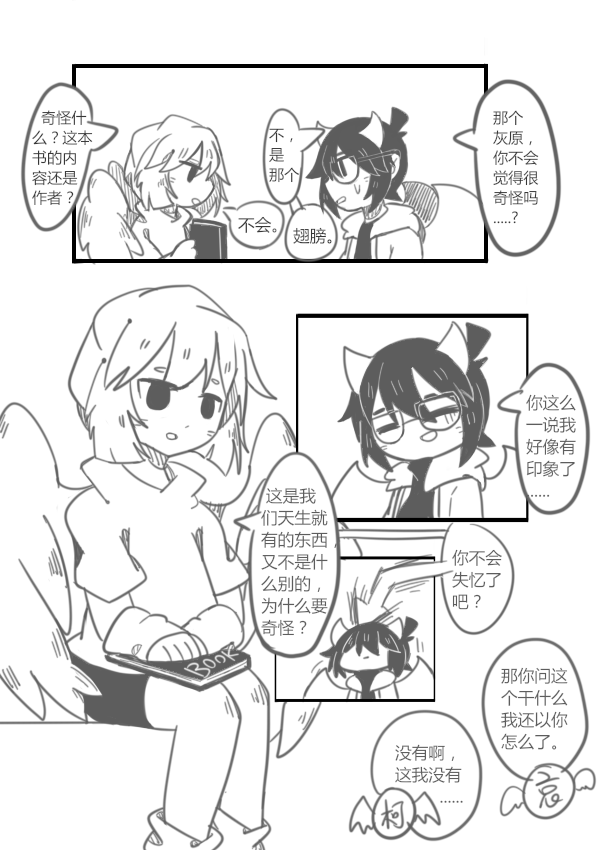 那个
灰原，
你不会
觉得很
奇怪吗
.....?
奇怪什
么？这本
书的内
容还是
作者？
不，
是
那个
翅膀。
不会。
你这么
一说我
好像有
印象了
.....
这是我
们天生就
有的东西，
又不是什
么别的，
为什么要
奇怪？
BOOK
你不会
失忆了
吧？
没有啊，
这我没有
......
柯
那你问这
个干什么
我还以你
怎么了。
哀